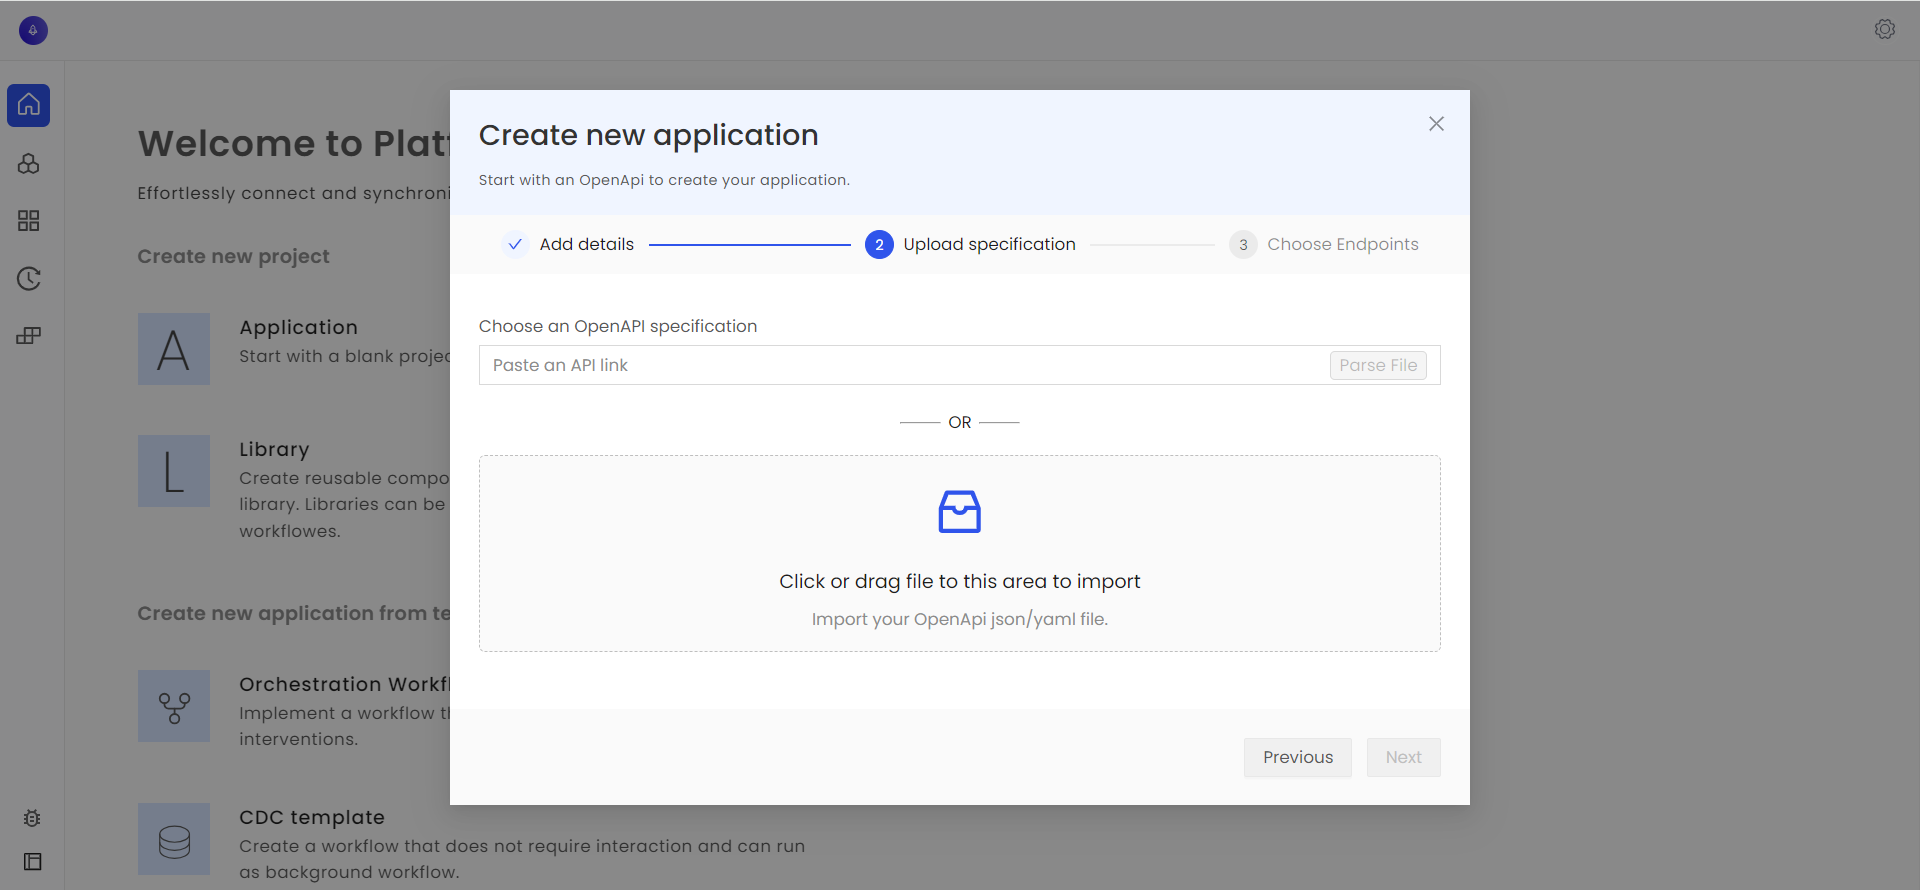 Welcome to Platf
Effortlessly connect and synchroni
Create new project
A
Application
Start with a blank projec
L
Library
Create reusable compo
library. Libraries can be
workflowes.
Create new application from te
Orchestration Workfl
Implement a workflow th
interventions.
CDC template
Create a workflow that does not require interaction and can run
as background workflow.
Create new application
Start with an OpenApi to create your application.
Add details
2 Upload specification
3 Choose Endpoints
Choose an OpenAPI specification
Paste an API link
Parse File
OR
Click or drag file to this area to import
Import your OpenApi json/yaml file.
Previous
Next